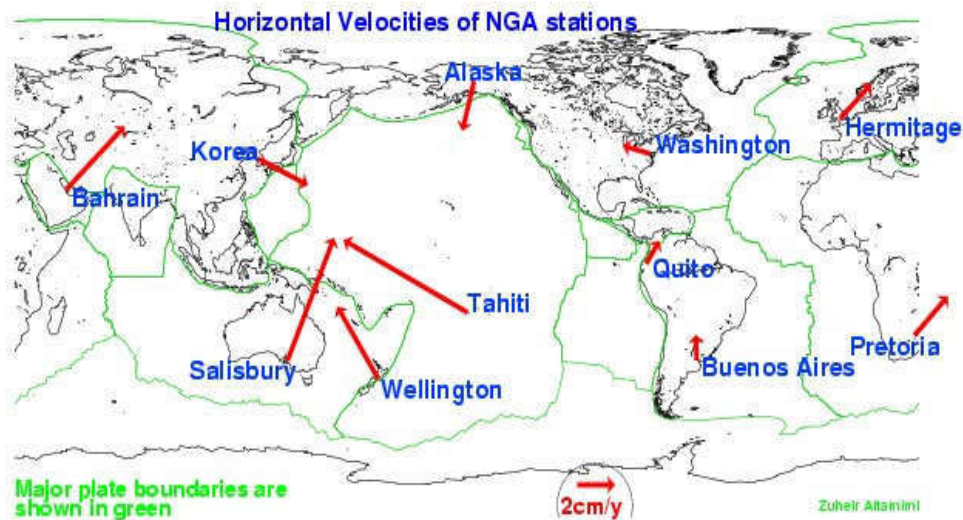 Horizontal Velocities of NGA stations
Alaska
Hermitage
Washington
Korea
Bahrain
Quito
Tahiti
Pretoria
Salisbury
Buenos Aires
Wellington
Major plate boundaries are
shown in green
2cm/y
Zuheir Altamimi